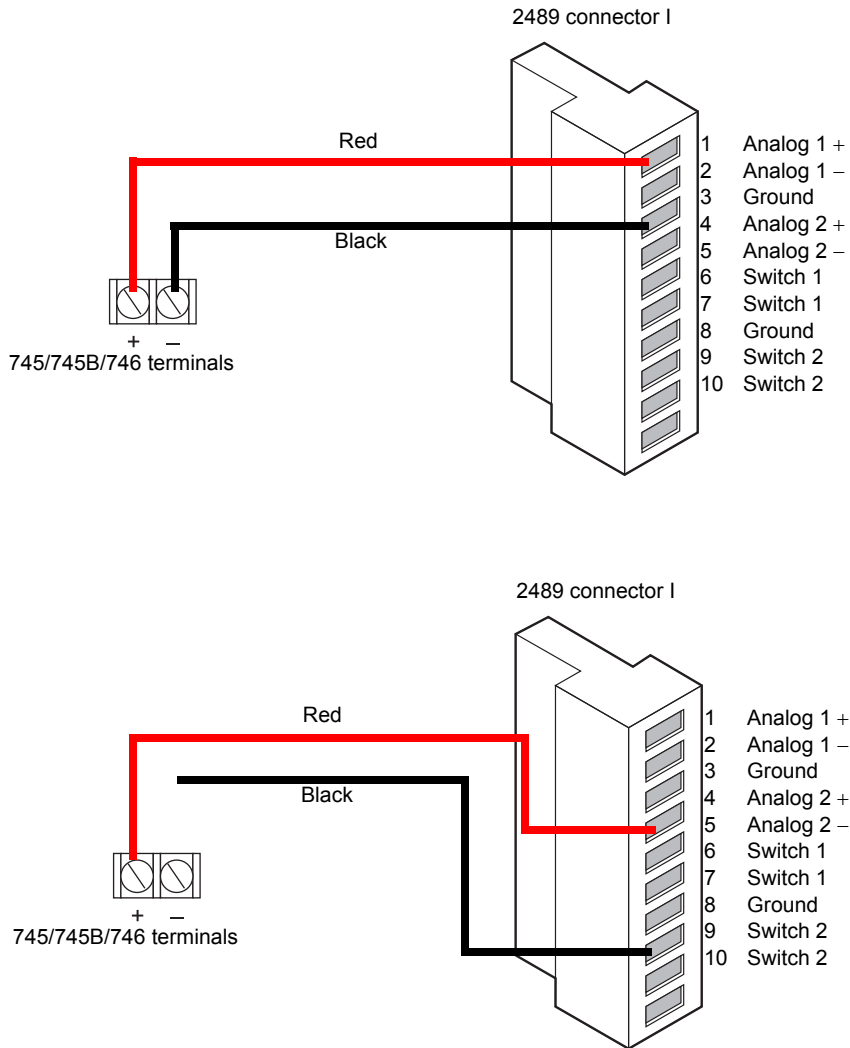 2489 connector I
Red
Black
1 Analog 1 +
2 Analog 1 –
3 Ground
4 Analog 2 +
5 Analog 2 –
6 Switch 1
7 Switch 1
8 Ground
9 Switch 2
10 Switch 2
+ –
745/745B/746 terminals
2489 connector I
Red
Black
1 Analog 1 +
2 Analog 1 –
3 Ground
4 Analog 2 +
5 Analog 2 –
6 Switch 1
7 Switch 1
8 Ground
9 Switch 2
10 Switch 2
+ –
745/745B/746 terminals